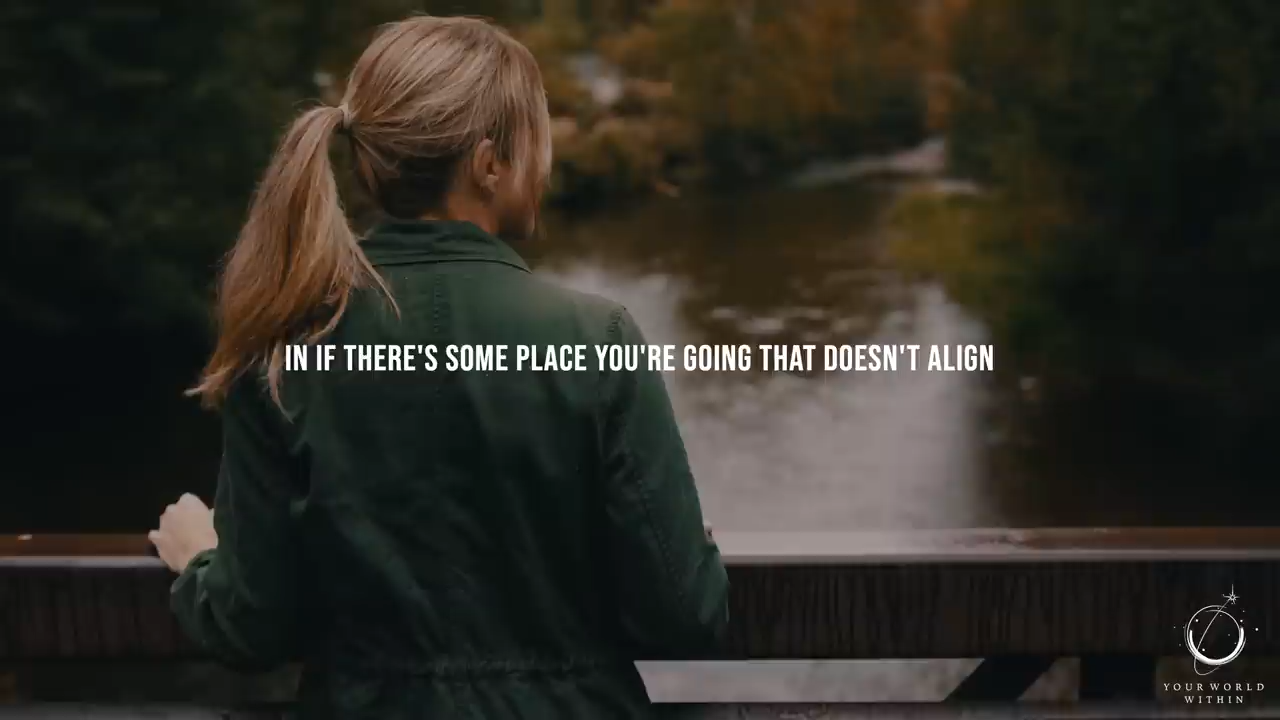 IN IF THERE'S SOME PLACE YOU'RE GOING THAT DOESN'T ALIGN
YOUR WORLD
WITHIN